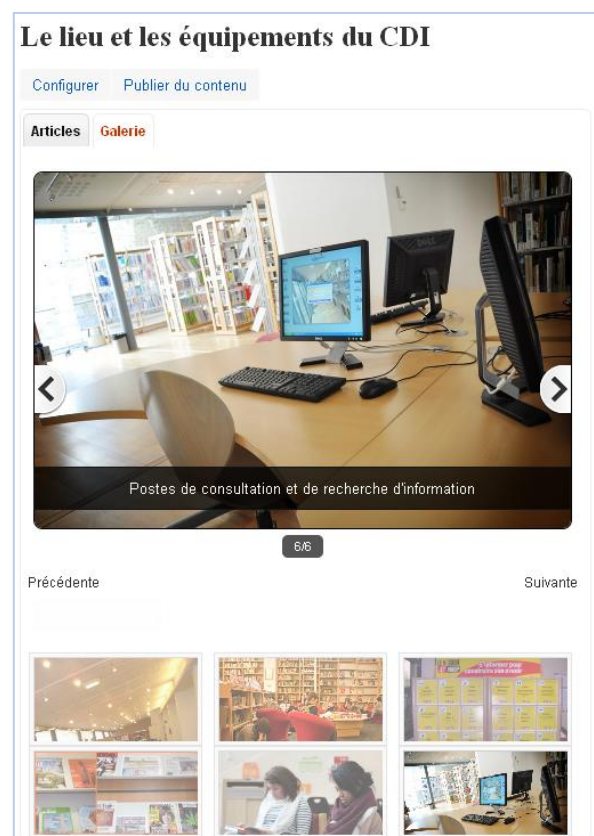 Le lieu et les équipements du CDI
Configurer Publier du contenu
Articles Galerie
DELL
Postes de consultation et de recherche d'information
6/6
Précédente Suivante